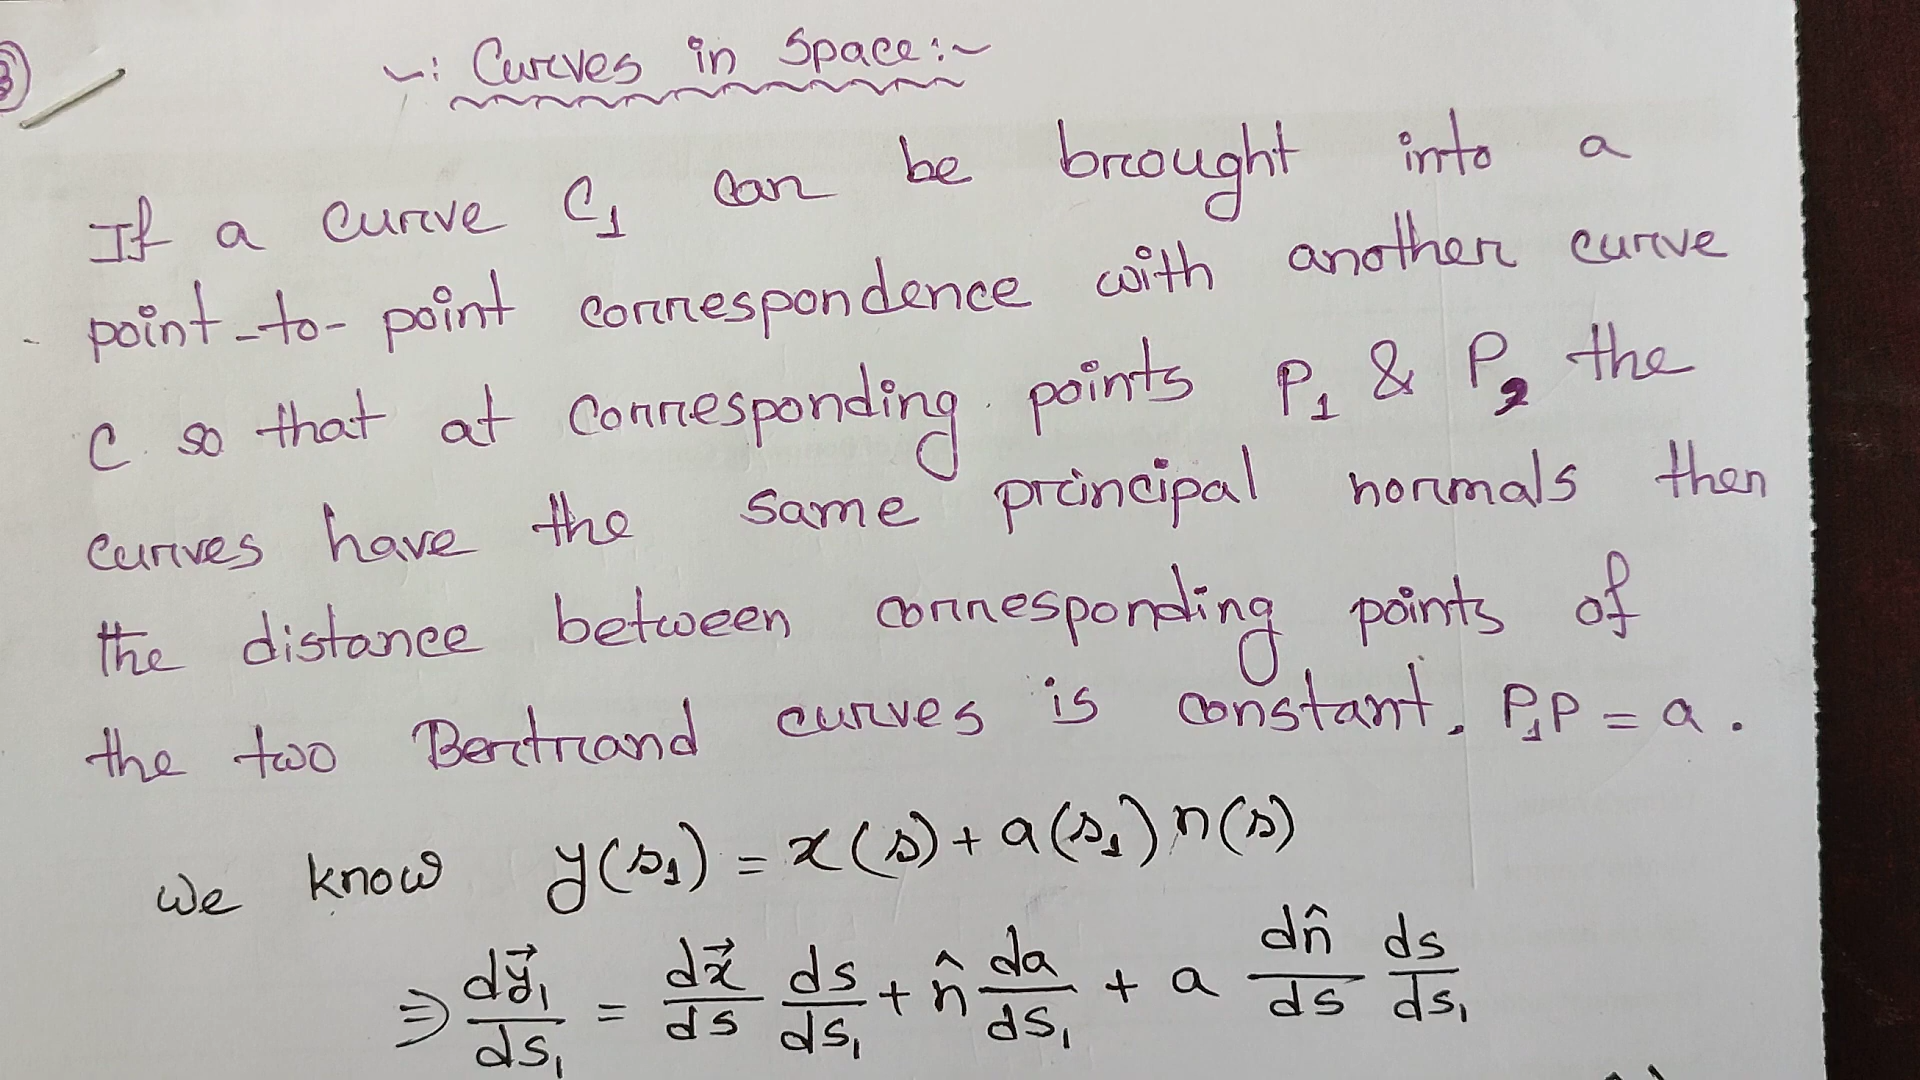 ~: Curves in Space:~
If a curve C₁ can be brought into a
point-to-point correspondence with another curve
C so that at corresponding points P₁ & P₂ the
curves have the same principal normals then
the distance between corresponding points of
the two Bertrand curves is constant. P₁P = a.
We know y(s₁) = x(s) + a(s₁) n(s)
⇒ dy⃗₁/ds₁ = dx⃗/ds ds/ds₁ + n̂ da/ds₁ + a dn̂/ds ds/ds₁